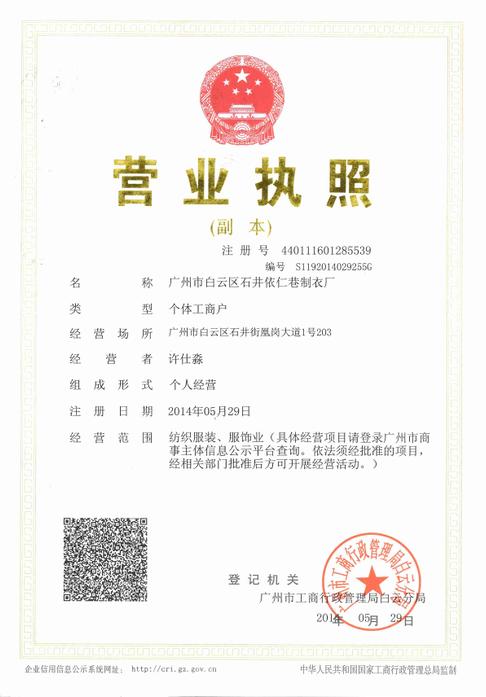 营业执照
(副 本)
注 册 号 440111601285539
编号 S1192014029255G
名 称 广州市白云区石井依仁巷制衣厂
类 型 个体工商户
经 营 场 所 广州市白云区石井街凰岗大道1号203
经 营 者 许仕淼
组 成 形 式 个人经营
注 册 日 期 2014年05月29日
经 营 范 围 纺织服装、服饰业（具体经营项目请登录广州市商
事主体信息公示平台查询。依法须经批准的项目，
经相关部门批准后方可开展经营活动。）
登 记 机 关
广州市工商行政管理局白云分局
广州市工商行政管理局白云分局
2014年 05月 29日
企业信用信息公示系统网址： http://cri.gz.gov.cn
中华人民共和国国家工商行政管理总局监制